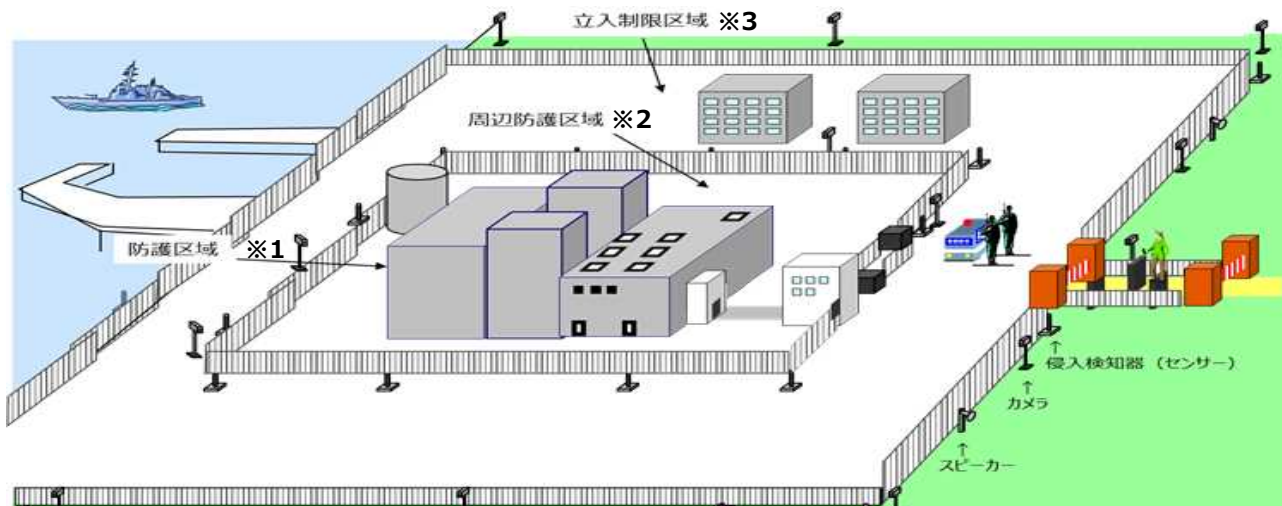 立入制限区域 ※3
周辺防護区域 ※2
防護区域 ※1
↑
侵入検知器（センサー）
↑
カメラ
↑
スピーカー